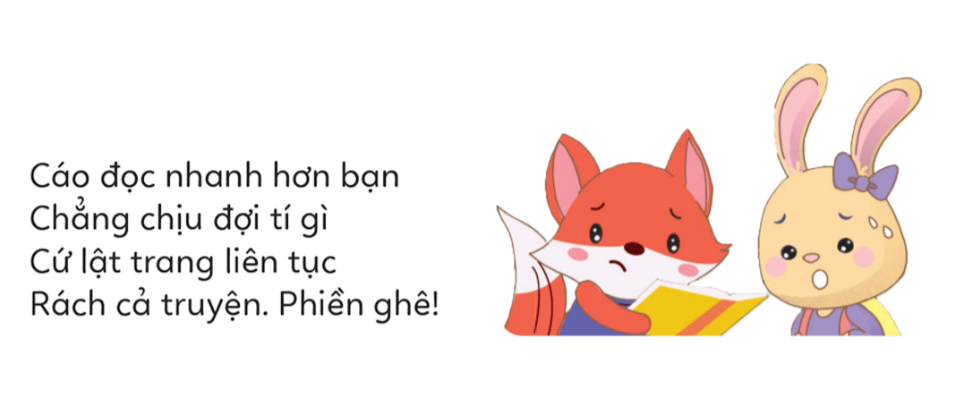 Cáo đọc nhanh hơn bạn
Chẳng chịu đợi tí gì
Cứ lật trang liên tục
Rách cả truyện. Phiền ghê!